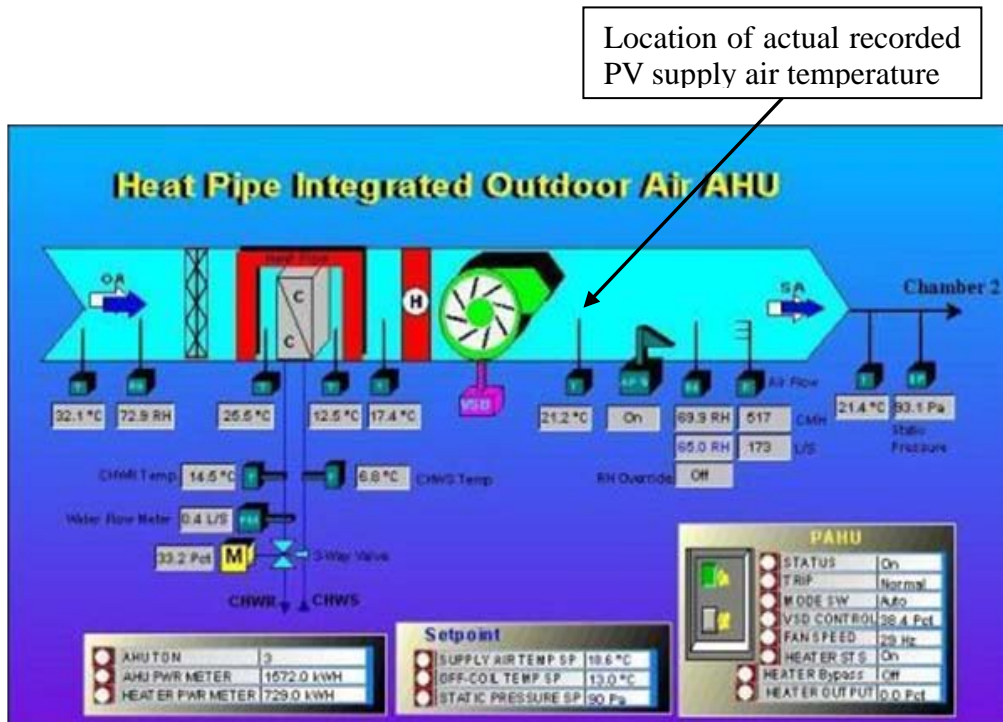 Location of actual recorded
PV supply air temperature
Heat Pipe Integrated Outdoor Air AHU
Heat Pipe
OA
C
C
H
SA
Chamber 2
T
RH
T
T
T
VSD
T
RH
T
Air Flow
32.1 °C
72.9 RH
12.5 °C
17.4 °C
21.2 °C
On
69.9 RH
517
CMH
21.4 °C
93.1 Pa
Static
Pressure
65.0 RH
173
L/S
RH Override
Off
CHWR Temp
14.5 °C
6.8 °C
CHWS Temp
Water Flow Meter
0.4 L/S
33.2 Pct
M
3-Way Valve
CHWR
CHWS
AHU TON
3
AHU PWR METER
1572.0 kWH
HEATER PWR METER
729.0 kWH
Setpoint
SUPPLY AIR TEMP SP
18.6 °C
OFF-COIL TEMP SP
13.0 °C
STATIC PRESSURE SP
90 Pa
PAHU
STATUS
On
TRIP
Normal
MODE SW
Auto
VSD CONTROL
38.4 Pct
FAN SPEED
29 Hz
HEATER STS
On
HEATER Bypass
Off
HEATER OUTPUT
0.0 Pct